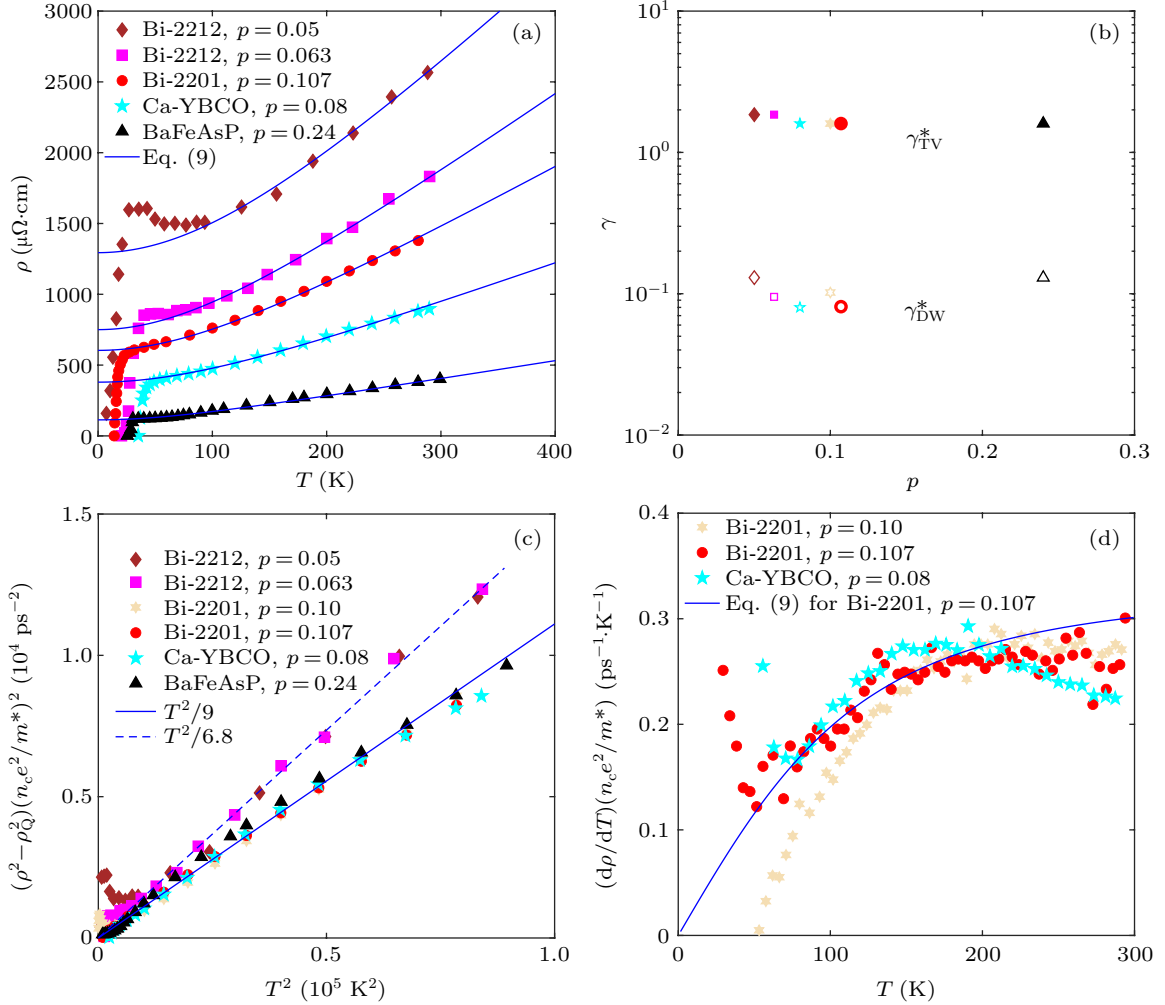 (a)
Bi-2212, p=0.05
Bi-2212, p=0.063
Bi-2201, p=0.107
Ca-YBCO, p=0.08
BaFeAsP, p=0.24
Eq. (9)
3000
2500
2000
1500
1000
500
0
ρ (μΩ·cm)
0 100 200 300 400
T (K)
(b)
10¹
10⁰
10⁻¹
10⁻²
γ
γ*TV
γ*DW
0 0.1 0.2 0.3
p
(c)
Bi-2212, p=0.05
Bi-2212, p=0.063
Bi-2201, p=0.10
Bi-2201, p=0.107
Ca-YBCO, p=0.08
BaFeAsP, p=0.24
T²/9
T²/6.8
1.5
1.0
0.5
0
(ρ²−ρ²Q)(nce²/m*)² (10⁴ ps⁻²)
0 0.5 1.0
T² (10⁵ K²)
(d)
Bi-2201, p=0.10
Bi-2201, p=0.107
Ca-YBCO, p=0.08
Eq. (9) for Bi-2201, p=0.107
0.4
0.3
0.2
0.1
0
(dρ/dT)(nce²/m*) (ps⁻¹·K⁻¹)
0 100 200 300
T (K)